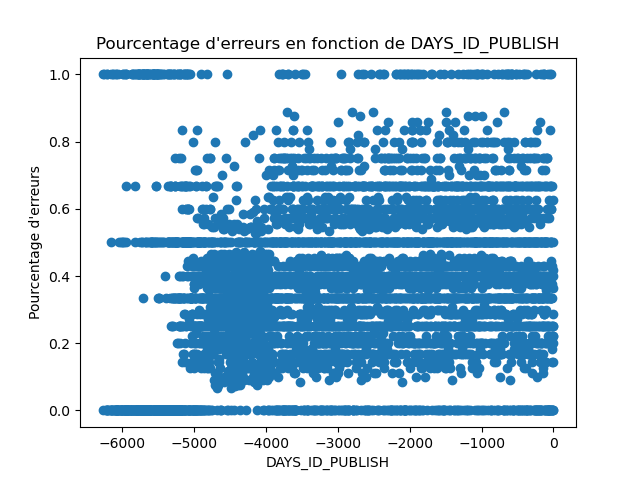 Pourcentage d'erreurs en fonction de DAYS_ID_PUBLISH
1.0
0.8
0.6
0.4
0.2
0.0
Pourcentage d'erreurs
−6000 −5000 −4000 −3000 −2000 −1000 0
DAYS_ID_PUBLISH